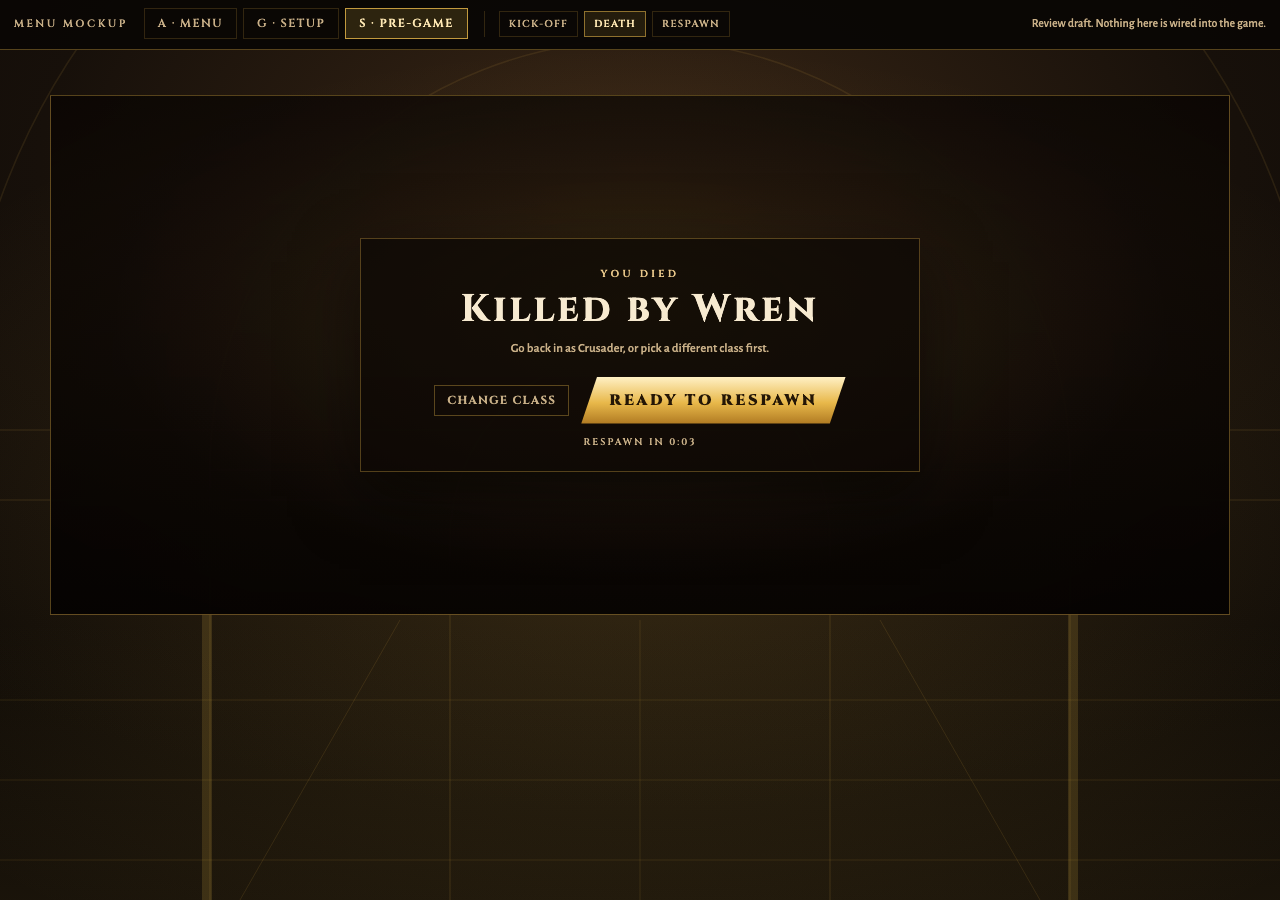 MENU MOCKUP A · MENU G · SETUP S · PRE-GAME KICK-OFF DEATH RESPAWN Review draft. Nothing here is wired into the game.
YOU DIED
KILLED BY WREN
Go back in as Crusader, or pick a different class first.
CHANGE CLASS READY TO RESPAWN
RESPAWN IN 0:03